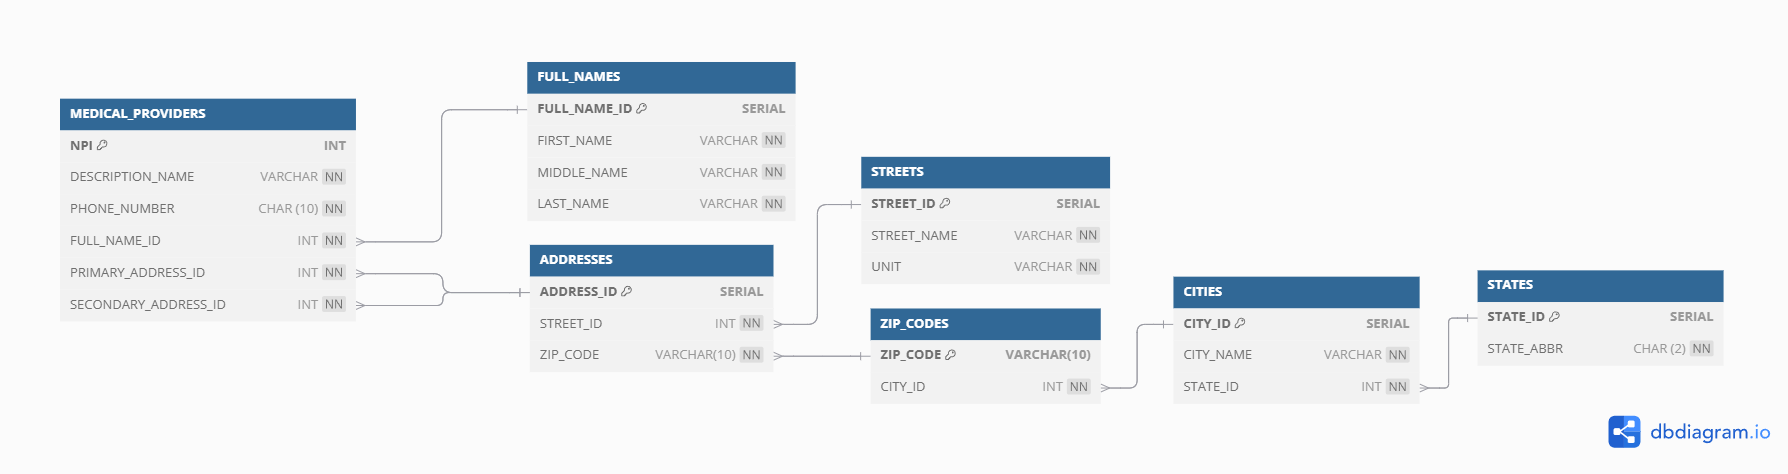 MEDICAL_PROVIDERS
NPI INT
DESCRIPTION_NAME VARCHAR NN
PHONE_NUMBER CHAR (10) NN
FULL_NAME_ID INT NN
PRIMARY_ADDRESS_ID INT NN
SECONDARY_ADDRESS_ID INT NN
FULL_NAMES
FULL_NAME_ID SERIAL
FIRST_NAME VARCHAR NN
MIDDLE_NAME VARCHAR NN
LAST_NAME VARCHAR NN
ADDRESSES
ADDRESS_ID SERIAL
STREET_ID INT NN
ZIP_CODE VARCHAR(10) NN
STREETS
STREET_ID SERIAL
STREET_NAME VARCHAR NN
UNIT VARCHAR NN
ZIP_CODES
ZIP_CODE VARCHAR(10)
CITY_ID INT NN
CITIES
CITY_ID SERIAL
CITY_NAME VARCHAR NN
STATE_ID INT NN
STATES
STATE_ID SERIAL
STATE_ABBR CHAR (2) NN
dbdiagram.io